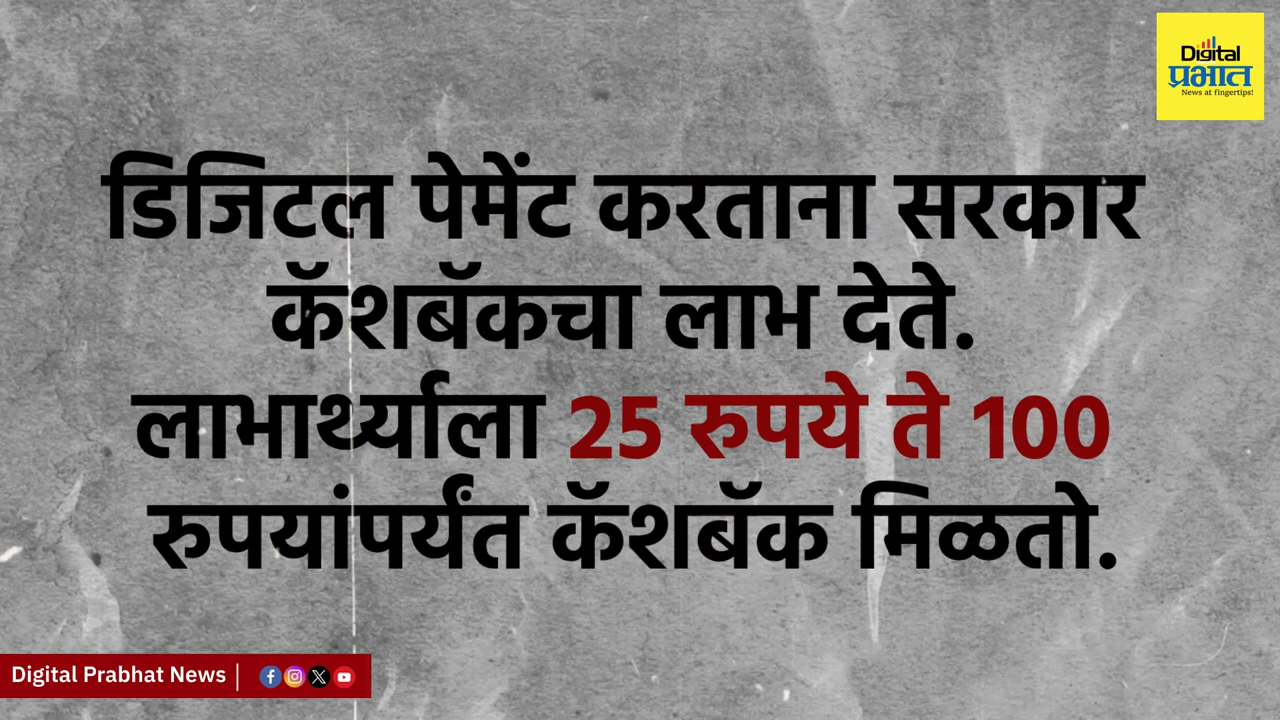 Digital
प्रभात
News at fingertips!
डिजिटल पेमेंट करताना सरकार
कॅशबॅकचा लाभ देते.
लाभार्थ्याला 25 रुपये ते 100
रुपयांपर्यंत कॅशबॅक मिळतो.
Digital Prabhat News |